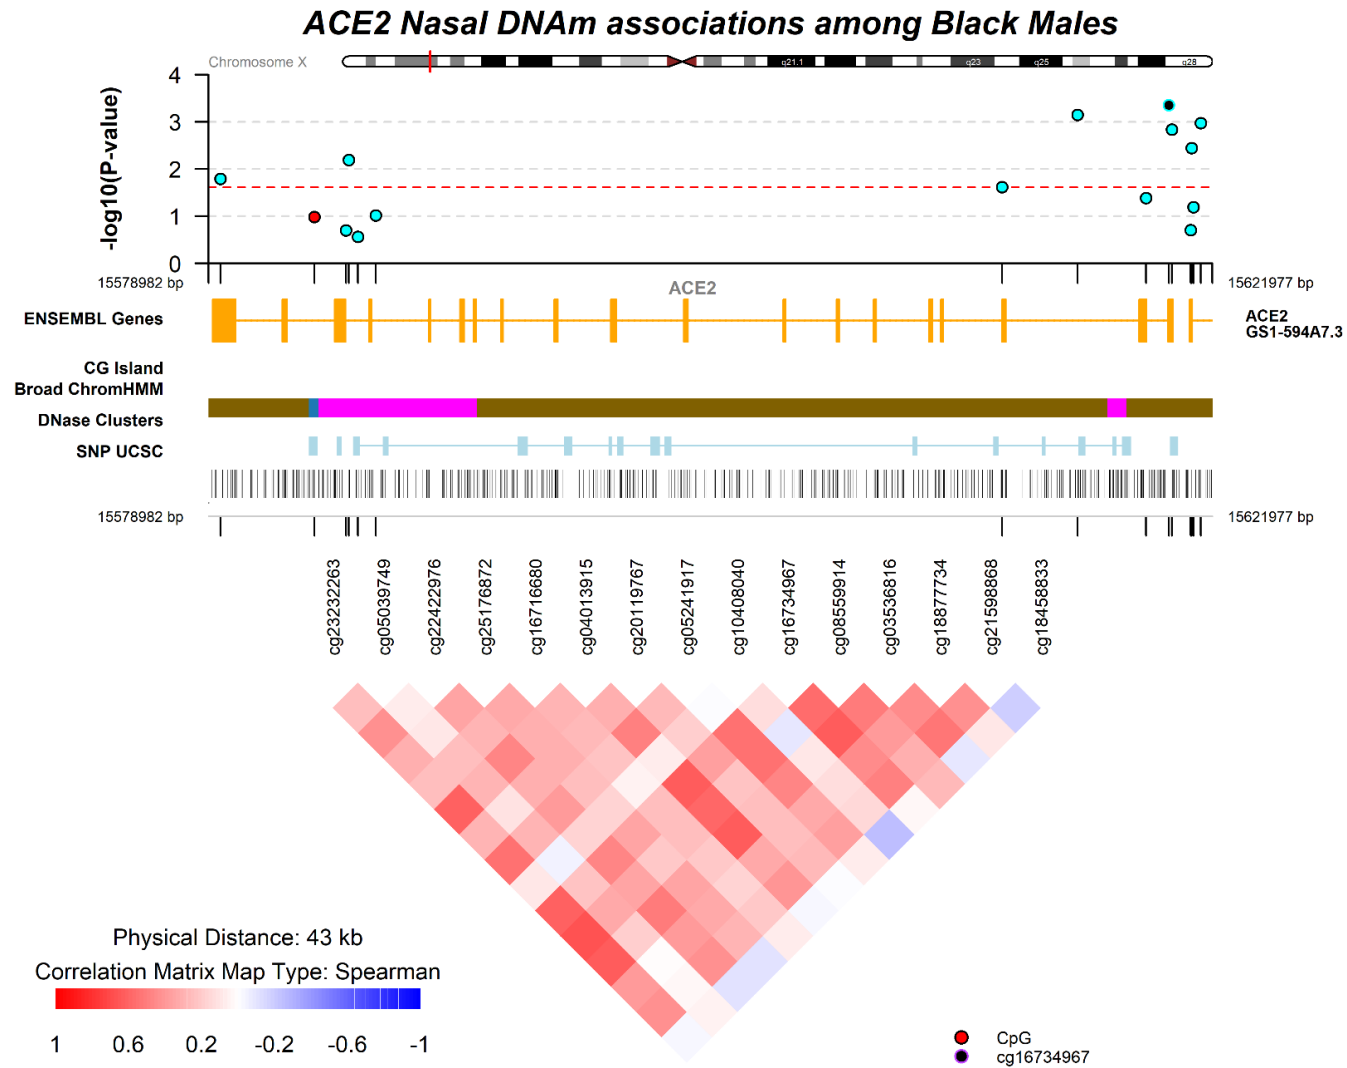 ACE2 Nasal DNAm associations among Black Males
Chromosome X
q21.1
q23
q25
q28
-log10(P-value)
4
3
2
1
0
15578982 bp
15621977 bp
ACE2
ENSEMBL Genes
ACE2
GS1-594A7.3
CG Island
Broad ChromHMM
DNase Clusters
SNP UCSC
15578982 bp
15621977 bp
cg23232263
cg05039749
cg22422976
cg25176872
cg16716680
cg04013915
cg20119767
cg05241917
cg10408040
cg16734967
cg08559914
cg03536816
cg18877734
cg21598868
cg18458833
Physical Distance: 43 kb
Correlation Matrix Map Type: Spearman
1 0.6 0.2 -0.2 -0.6 -1
CpG
cg16734967